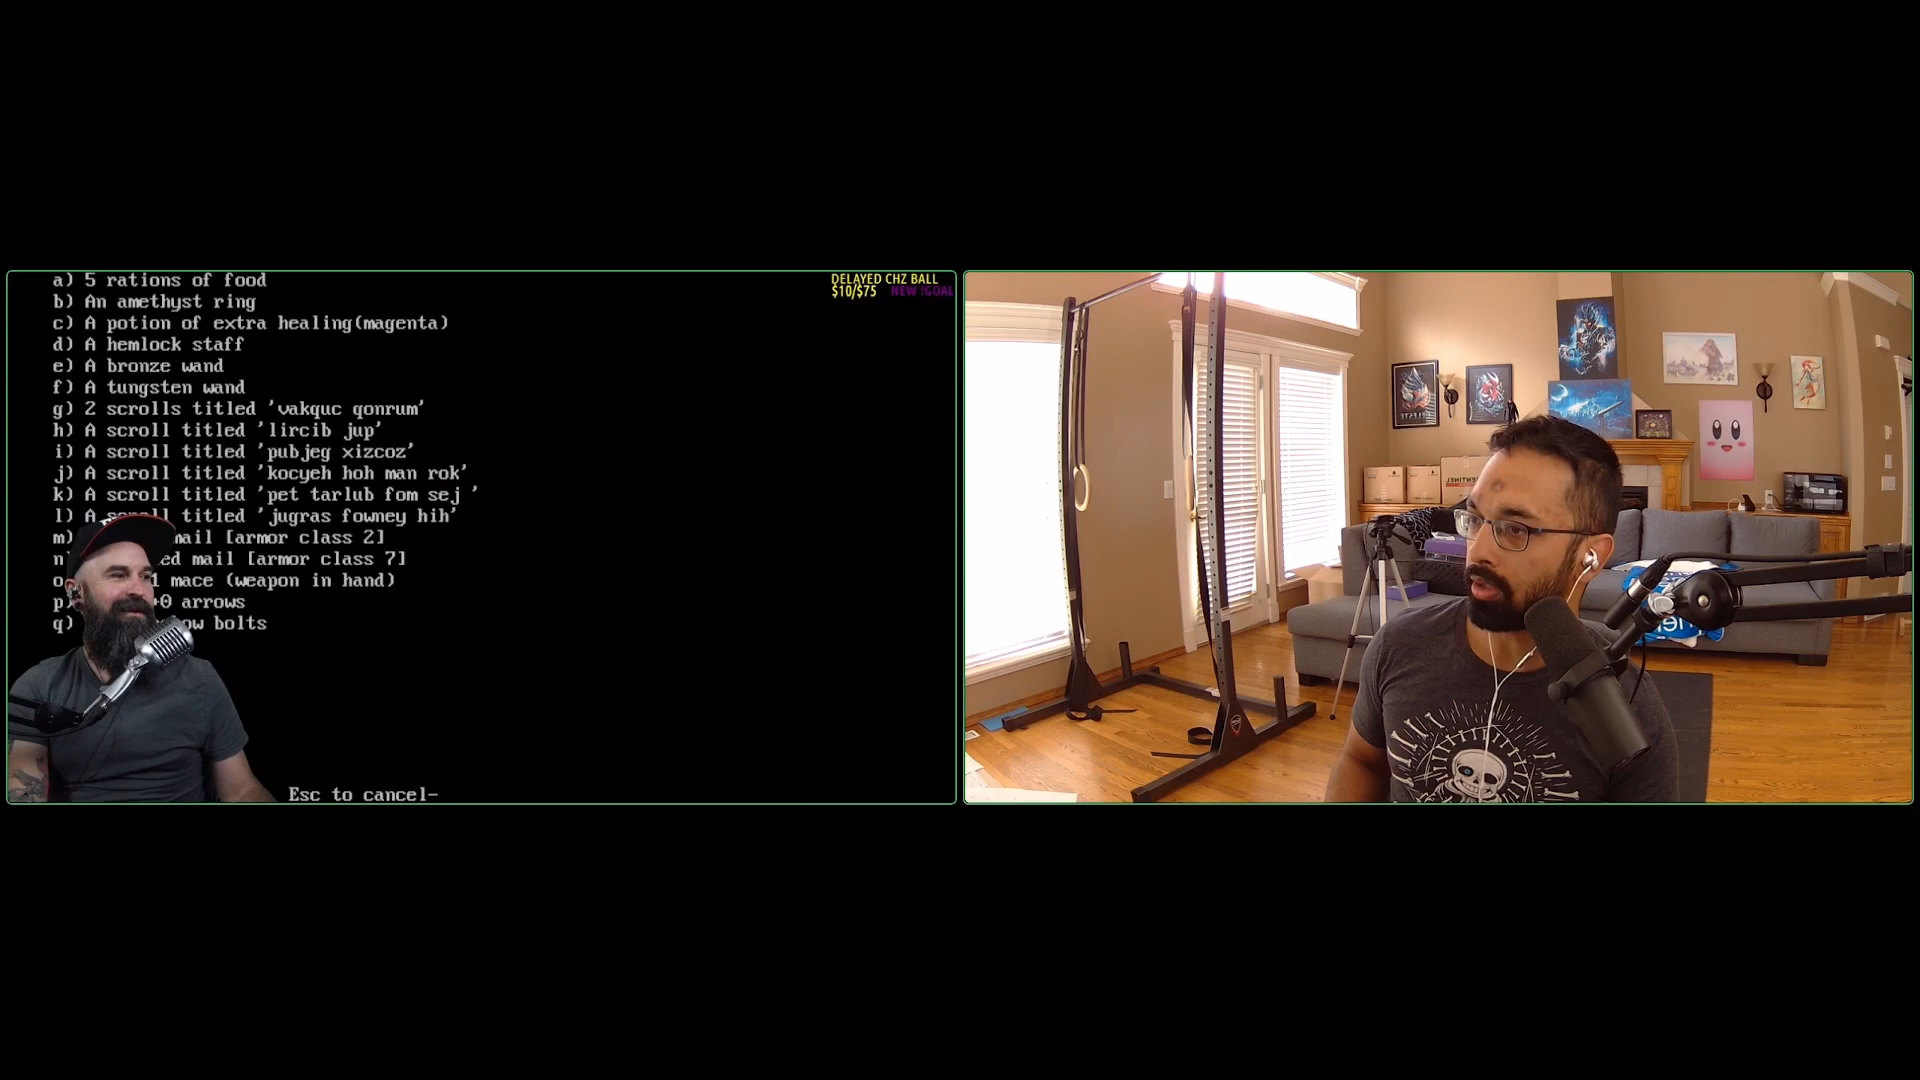 a) 5 rations of food
b) An amethyst ring
c) A potion of extra healing(magenta)
d) A hemlock staff
e) A bronze wand
f) A tungsten wand
g) 2 scrolls titled 'vakquc qonrum'
h) A scroll titled 'lircib jup'
i) A scroll titled 'pubjeg xizcoz'
j) A scroll titled 'kocyeh hoh man rok'
k) A scroll titled 'pet tarlub fom sej '
l) A scroll titled 'jugras fowney hih'
m) mail [armor class 2]
n) mail [armor class 7]
o mace (weapon in hand)
p) +0 arrows
q) bolts
Esc to cancel-
DELAYED CHZ BALL
$10/$75 NEW !GOAL
CELESTE